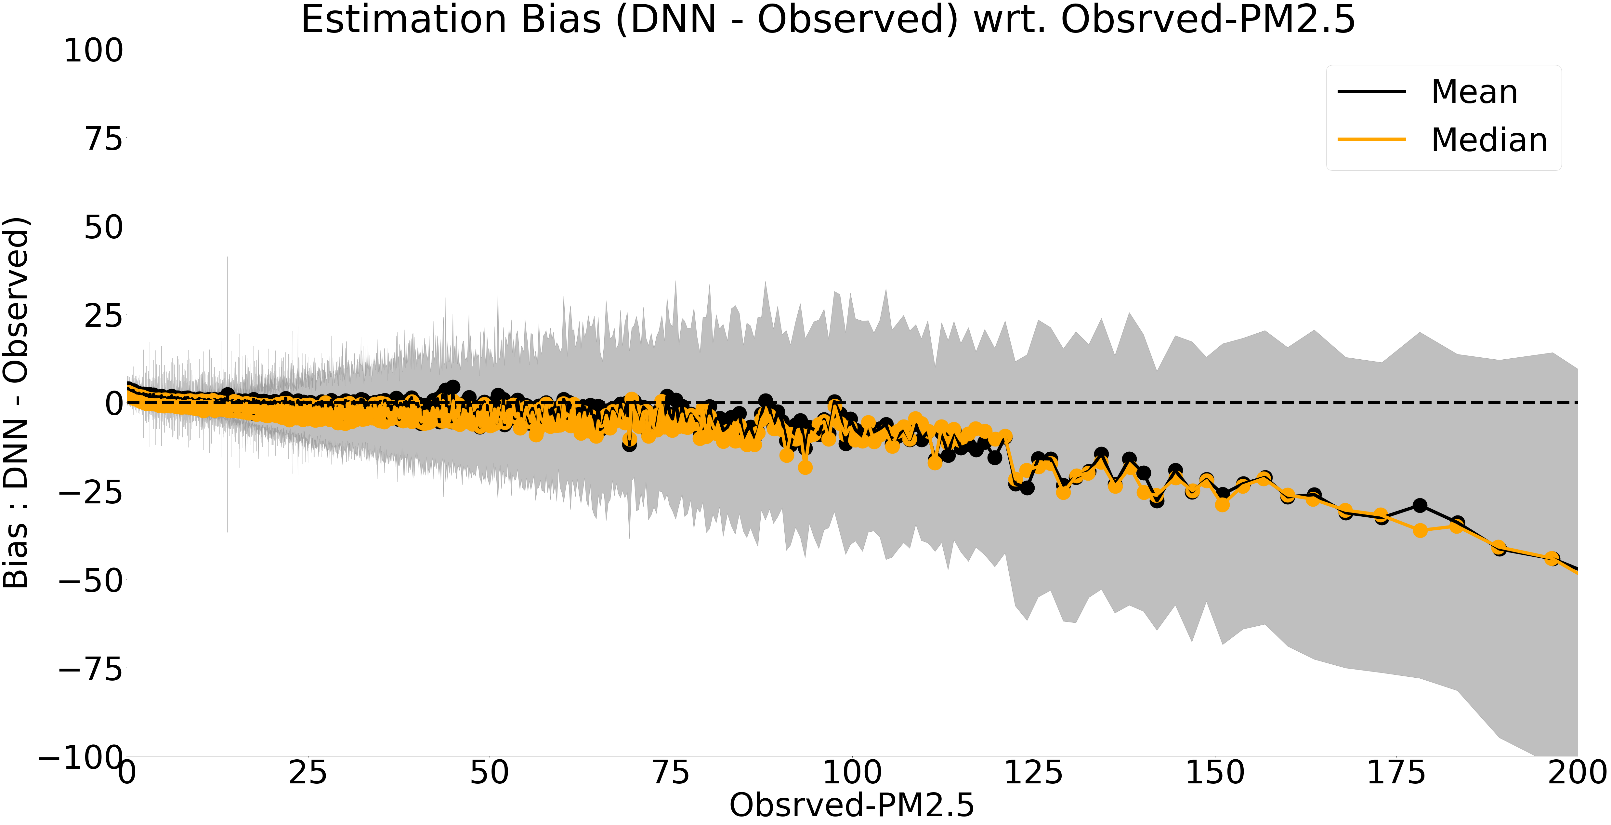 Estimation Bias (DNN - Observed) wrt. Obsrved-PM2.5
100
75
50
25
0
−25
−50
−75
−100
Bias : DNN - Observed)
Mean
Median
0 25 50 75 100 125 150 175 200
Obsrved-PM2.5